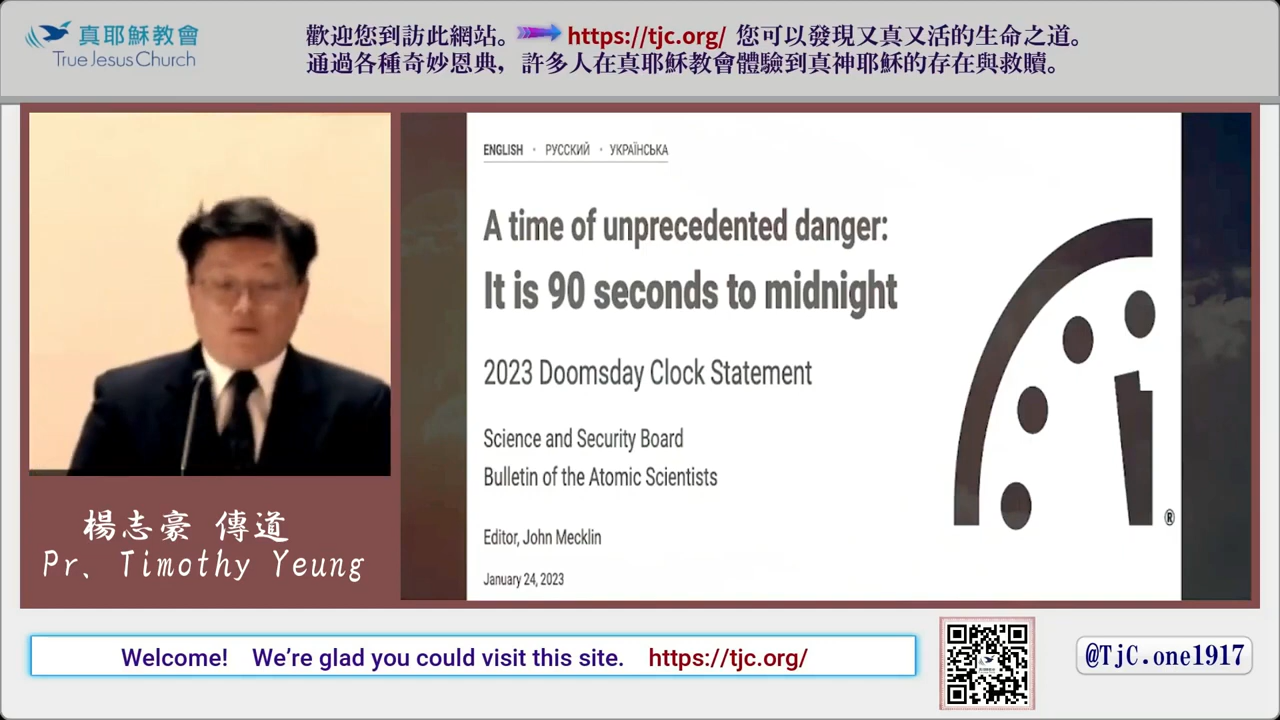 真耶穌教會
True Jesus Church
歡迎您到訪此網站。 https://tjc.org/ 您可以發現又真又活的生命之道。
通過各種奇妙恩典，許多人在真耶穌教會體驗到真神耶穌的存在與救贖。
ENGLISH · РУССКИЙ · УКРАЇНСЬКА
A time of unprecedented danger:
It is 90 seconds to midnight
2023 Doomsday Clock Statement
Science and Security Board
Bulletin of the Atomic Scientists
Editor, John Mecklin
January 24, 2023
®
楊志豪 傳道
Pr. Timothy Yeung
Welcome! We’re glad you could visit this site. https://tjc.org/
@TjC.one1917